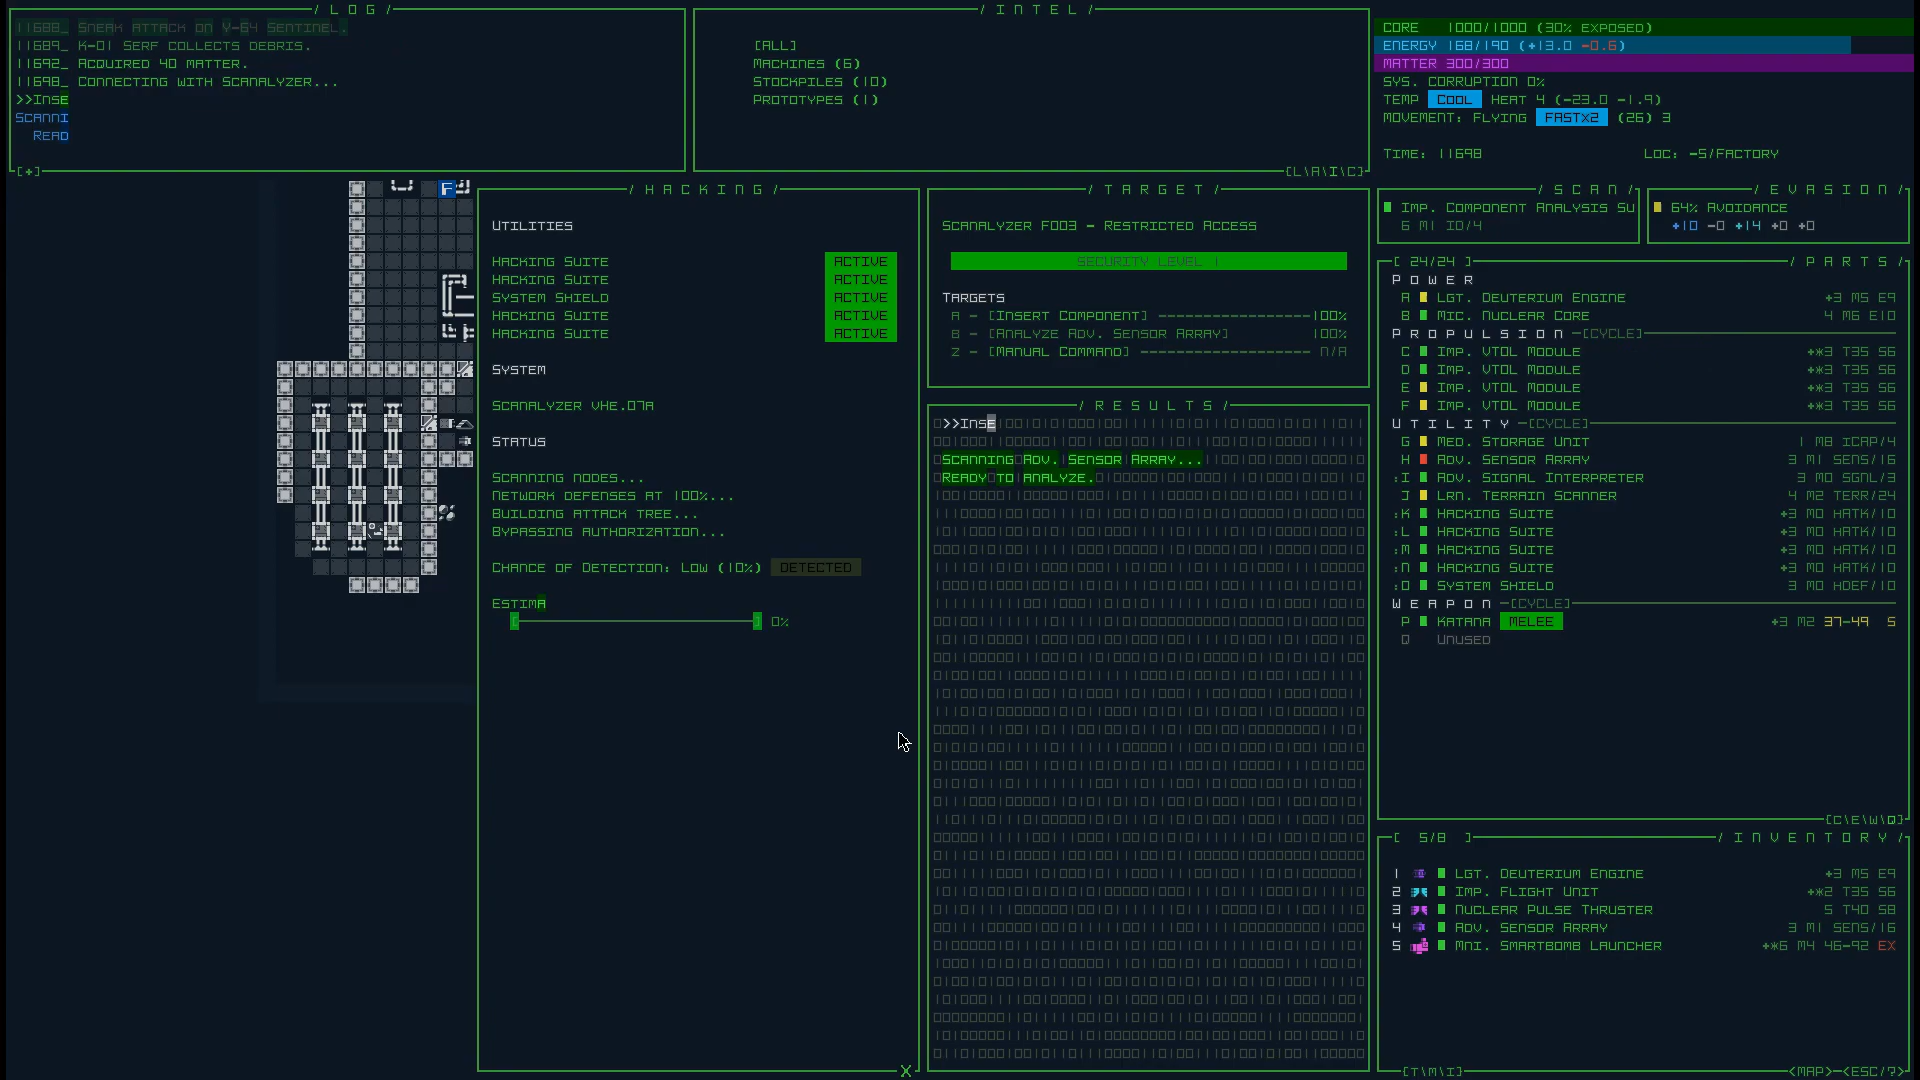 / L O G /
11688_ Sneak attack on Y-64 Sentinel.
11689_ K-01 Serf collects debris.
11692_ Acquired 40 matter.
11698_ Connecting with Scanalyzer...
>>Inse
Scanni
Read
[+]
/ I N T E L /
[ALL]
Machines (6)
Stockpiles (10)
Prototypes (1)
[L\A\I\C]
Core 1000/1000 (30% Exposed)
Energy 168/190 (+13.0 -0.6)
Matter 300/300
Sys. Corruption 0%
Temp Cool Heat 4 (-23.0 -1.9)
Movement: Flying FASTx2 (26) 3
Time: 11698 Loc: -5/Factory
/ S C A N /
Imp. Component Analysis Su
6 M1 ID/4
/ E V A S I O N /
64% Avoidance
+10 -0 +14 +0 +0
F
/ H A C K I N G /
Utilities
Hacking Suite ACTIVE
Hacking Suite ACTIVE
System Shield ACTIVE
Hacking Suite ACTIVE
Hacking Suite ACTIVE
System
Scanalyzer vHE.07A
Status
Scanning nodes...
Network defenses at 100%...
Building attack tree...
Bypassing authorization...
Chance of Detection: Low (10%) DETECTED
Estima
[ ] 0%
X
/ T A R G E T /
Scanalyzer F003 - Restricted Access
SECURITY LEVEL 1
Targets
A - [Insert Component] 100%
B - [Analyze Adv. Sensor Array] 100%
Z - [Manual Command] N/A
/ R E S U L T S /
>>Inse
Scanning Adv. Sensor Array...
Ready to analyze.
[ 24/24 ] / P A R T S /
P O W E R
A Lgt. Deuterium Engine +3 M5 E9
B Mic. Nuclear Core 4 M6 E10
P R O P U L S I O N [CYCLE]
C Imp. VTOL Module +*3 T35 S6
D Imp. VTOL Module +*3 T35 S6
E Imp. VTOL Module +*3 T35 S6
F Imp. VTOL Module +*3 T35 S6
U T I L I T Y [CYCLE]
G Med. Storage Unit 1 M8 ICAP/4
H Adv. Sensor Array 3 M1 SENS/16
:I Adv. Signal Interpreter 3 M0 SGNL/3
J Lrn. Terrain Scanner 4 M2 TERR/24
:K Hacking Suite +3 M0 HATK/10
:L Hacking Suite +3 M0 HATK/10
:M Hacking Suite +3 M0 HATK/10
:N Hacking Suite +3 M0 HATK/10
:O System Shield 3 M0 HDEF/10
W E A P O N [CYCLE]
P Katana MELEE +3 M2 37-49 S
Q Unused
[C\E\W\Q]
[ 5/8 ] / I N V E N T O R Y /
1 Lgt. Deuterium Engine +3 M5 E9
2 Imp. Flight Unit +*2 T35 S6
3 Nuclear Pulse Thruster 5 T40 S8
4 Adv. Sensor Array 3 M1 SENS/16
5 Mni. Smartbomb Launcher +*6 M4 46-92 EX
[T\M\I] <MAP> <ESC/?>